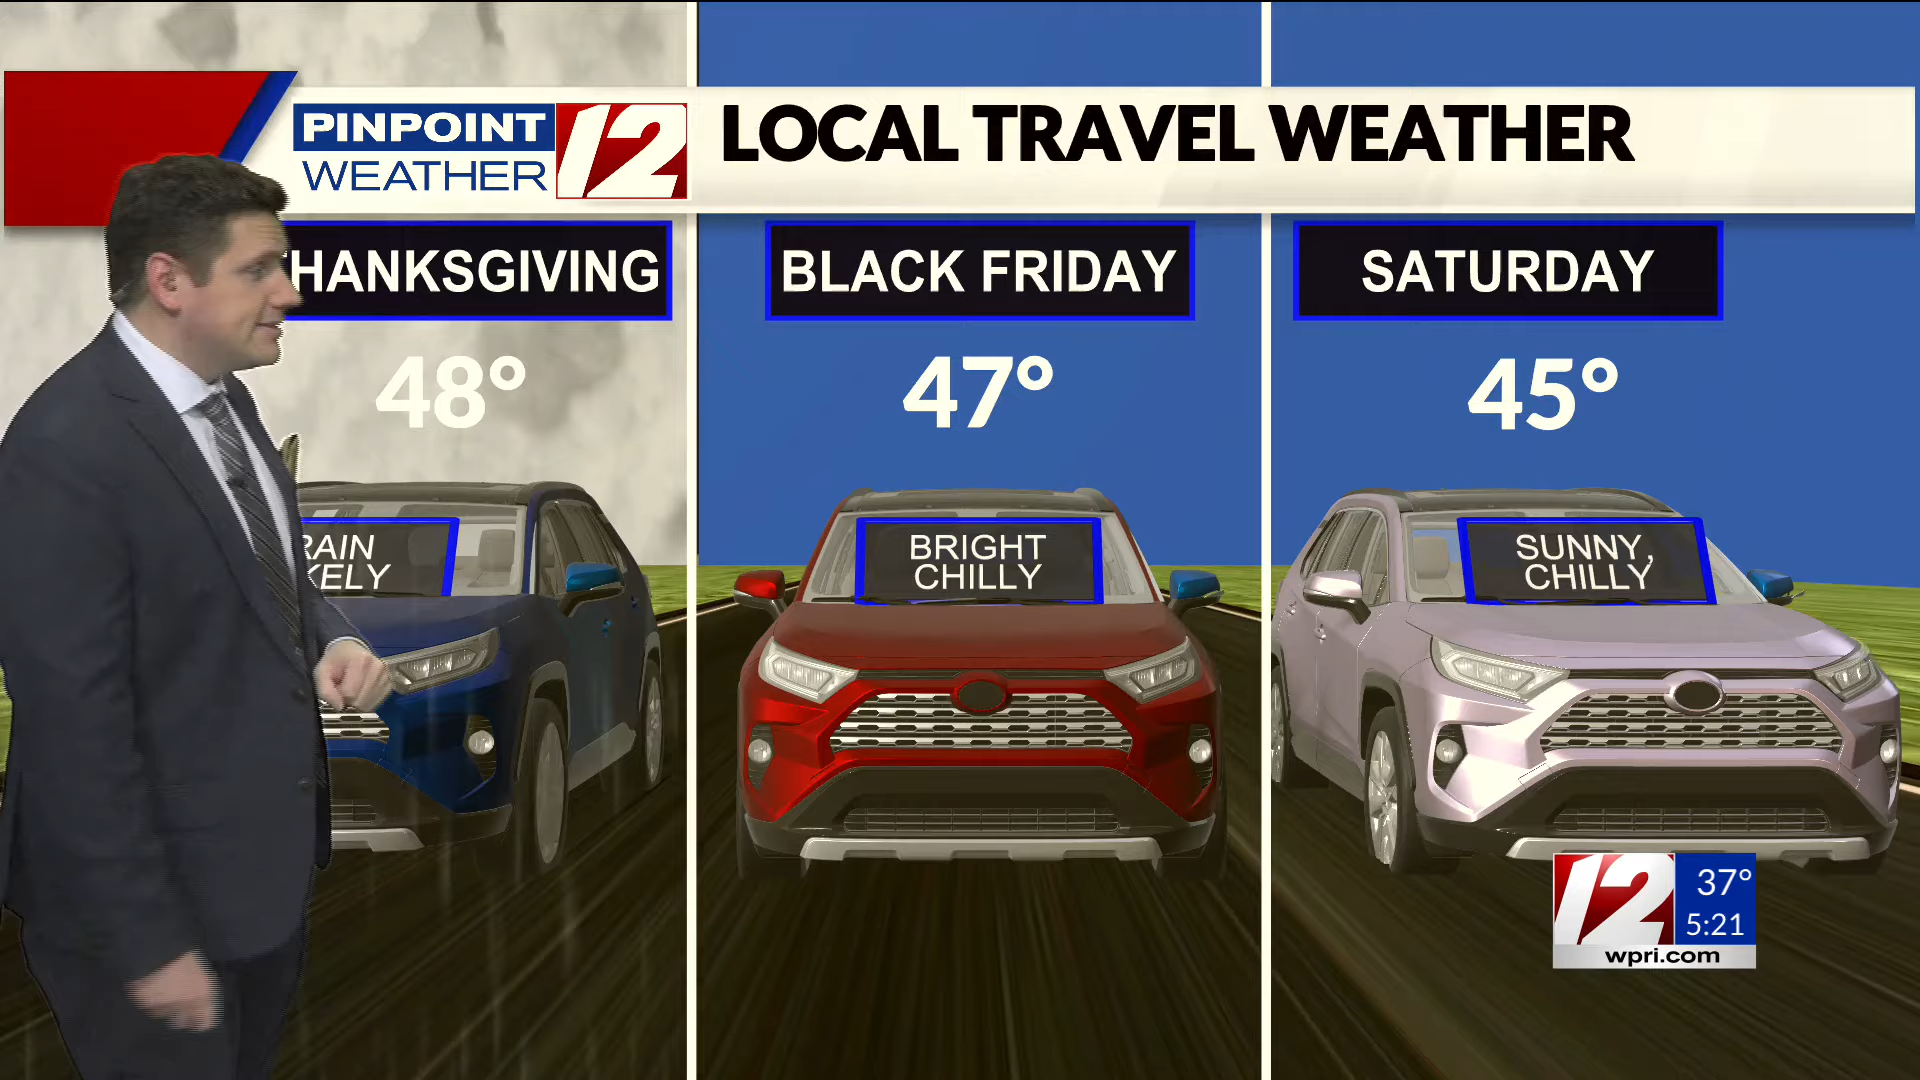 PINPOINT
WEATHER
12
LOCAL TRAVEL WEATHER
THANKSGIVING
BLACK FRIDAY
SATURDAY
48°
47°
45°
RAIN
KELY
BRIGHT
CHILLY
SUNNY,
CHILLY
12
37°
5:21
wpri.com